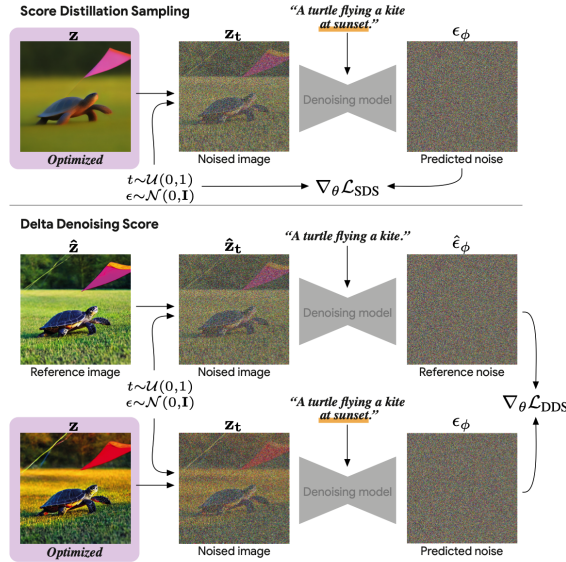 Score Distillation Sampling
z
z_t
“A turtle flying a kite
at sunset.”
ϵ_ϕ
Denoising model
Optimized
Noised image
Predicted noise
t∼𝒰(0,1)
ϵ∼𝒩(0,I)
∇_θ ℒ_SDS
Delta Denoising Score
ẑ
ẑ_t
“A turtle flying a kite.”
ϵ̂_ϕ
Denoising model
Reference image
Noised image
Reference noise
t∼𝒰(0,1)
ϵ∼𝒩(0,I)
∇_θ ℒ_DDS
z
z_t
“A turtle flying a kite
at sunset.”
ϵ_ϕ
Denoising model
Optimized
Noised image
Predicted noise